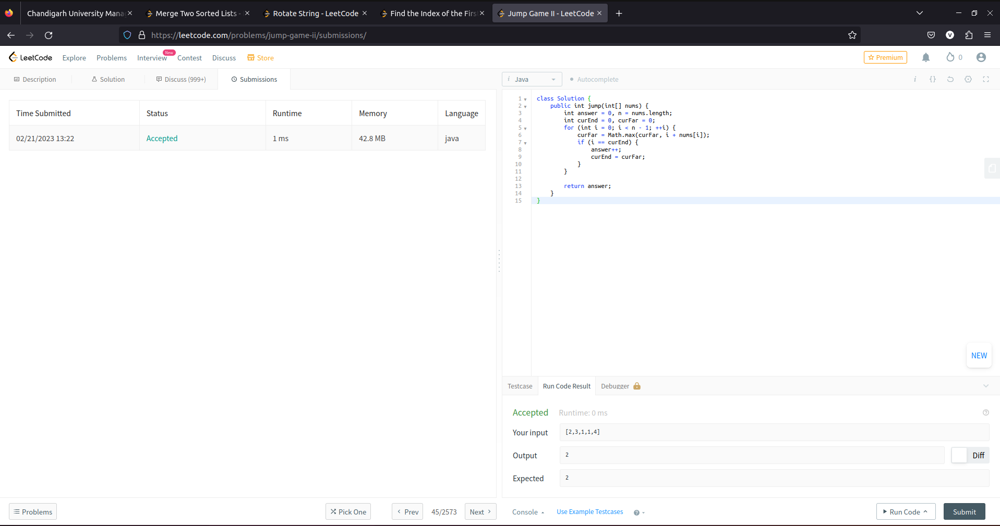 Chandigarh University Mana
Merge Two Sorted Lists -
Rotate String - LeetCode
Find the Index of the Firs
Jump Game II - LeetCode
https://leetcode.com/problems/jump-game-ii/submissions/
V
LeetCode
Explore
Problems
Interview
New
Contest
Discuss
Store
Premium
0
Description
Solution
Discuss (999+)
Submissions
i Java
Autocomplete
i
{}
Time Submitted Status Runtime Memory Language
02/21/2023 13:22 Accepted 1 ms 42.8 MB java
1 class Solution {
2     public int jump(int[] nums) {
3         int answer = 0, n = nums.length;
4         int curEnd = 0, curFar = 0;
5         for (int i = 0; i < n - 1; ++i) {
6             curFar = Math.max(curFar, i + nums[i]);
7             if (i == curEnd) {
8                 answer++;
9                 curEnd = curFar;
10             }
11         }
12
13         return answer;
14     }
15 }
NEW
Testcase
Run Code Result
Debugger
Accepted Runtime: 0 ms
?
Your input [2,3,1,1,4]
Output 2
Diff
Expected 2
Problems
Pick One
Prev
45/2573
Next
Console
Use Example Testcases
?
Run Code
Submit